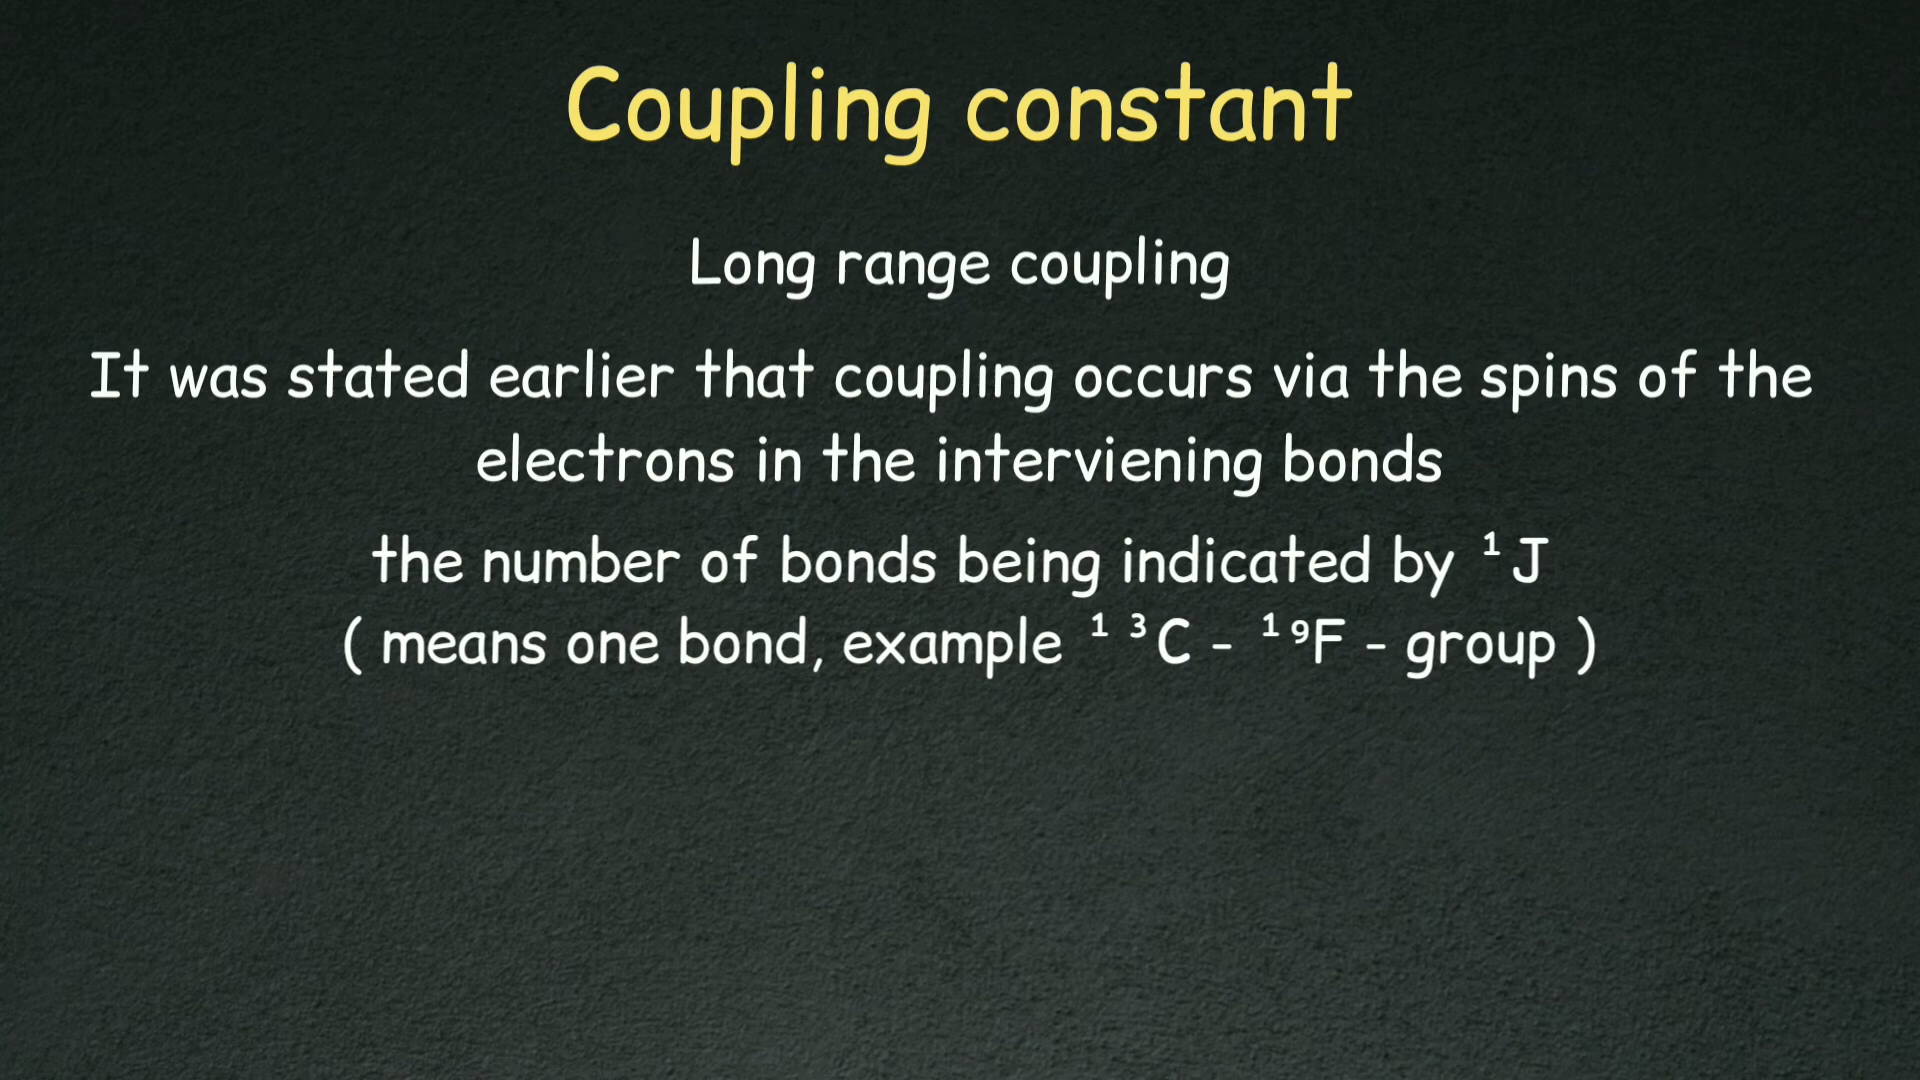 Coupling constant
Long range coupling
It was stated earlier that coupling occurs via the spins of the
electrons in the interviening bonds
the number of bonds being indicated by ¹J
( means one bond, example ¹³C - ¹⁹F - group )